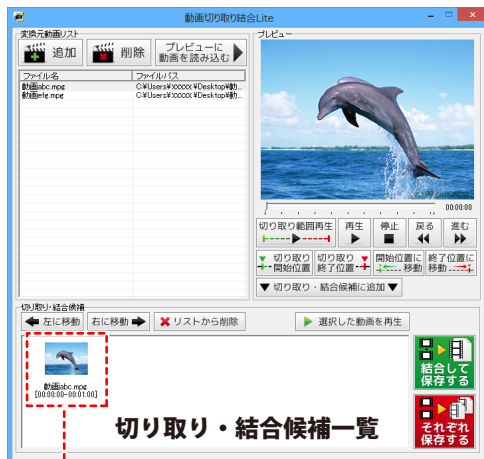 動画切り取り結合Lite
変換元動画リスト
追加
削除
プレビューに
動画を読み込む
ファイル名
ファイルパス
動画abc.mpg
C:¥Users¥xxxxx¥Desktop¥動...
動画efg.mpg
C:¥Users¥xxxxx¥Desktop¥動...
プレビュー
00:00:00
切り取り範囲再生
再生
停止
戻る
進む
切り取り
開始位置
切り取り
終了位置
開始位置に
移動
終了位置に
移動
▼ 切り取り・結合候補に追加 ▼
切り取り・結合候補
左に移動
右に移動
リストから削除
選択した動画を再生
動画abc.mpg
[00:00:00-00:01:00]
切り取り・結合候補一覧
結合して
保存する
それぞれ
保存する